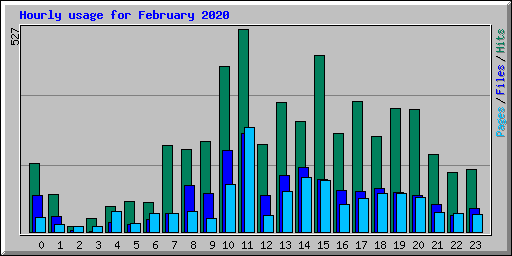 Hourly usage for February 2020
527
Pages / Files / Hits
0 1 2 3 4 5 6 7 8 9 10 11 12 13 14 15 16 17 18 19 20 21 22 23